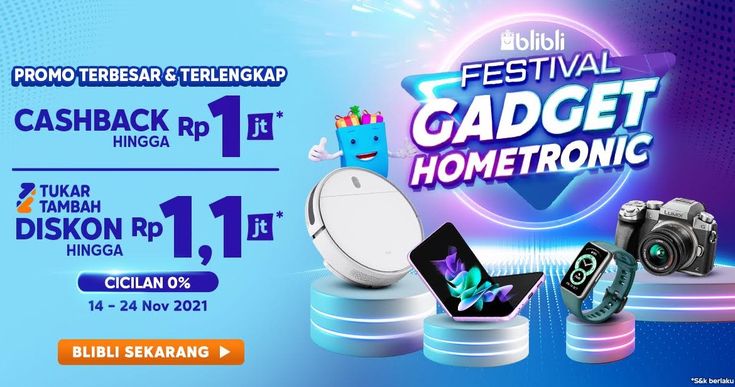 PROMO TERBESAR & TERLENGKAP
CASHBACK HINGGA Rp 1 jt*
TUKAR TAMBAH
DISKON HINGGA Rp 1,1 jt*
CICILAN 0%
14 - 24 Nov 2021
BLIBLI SEKARANG
blibli
FESTIVAL
GADGET
HOMETRONIC
LUMIX
*S&k berlaku